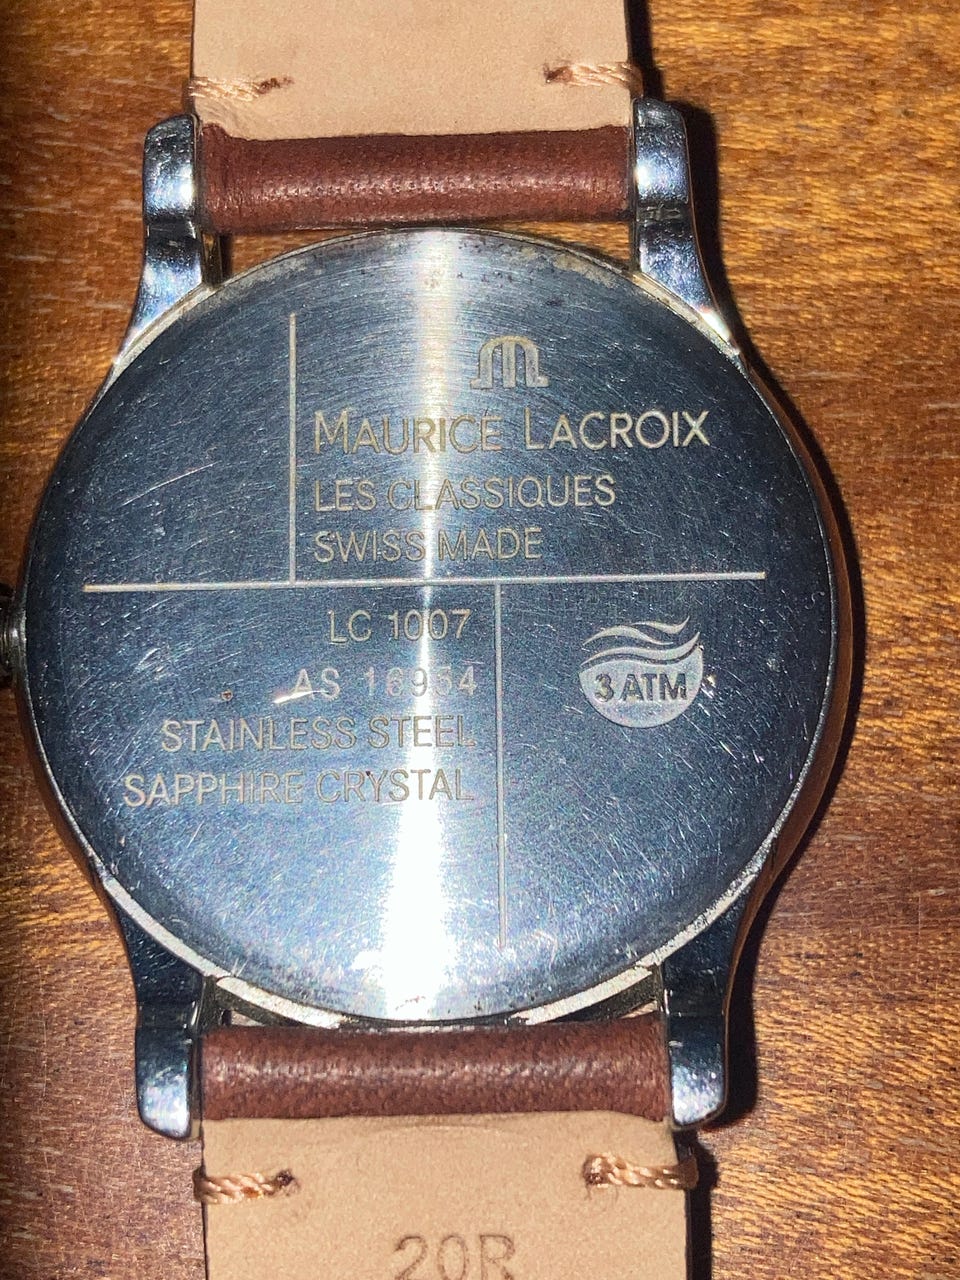 MAURICE LACROIX
LES CLASSIQUES
SWISS MADE
LC 1007
AS 16954
STAINLESS STEEL
SAPPHIRE CRYSTAL
3 ATM
20R